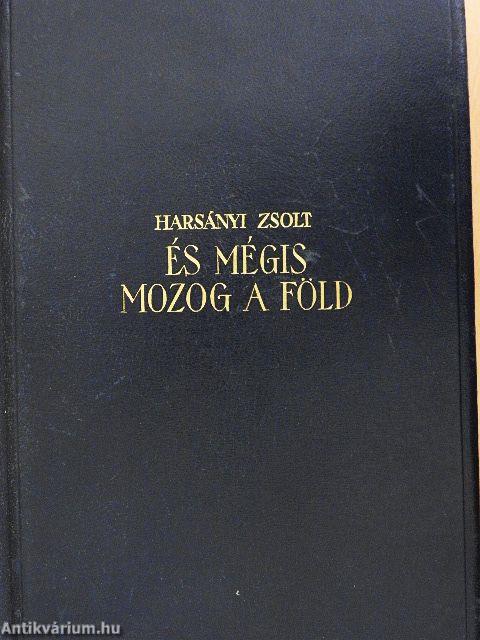 HARSÁNYI ZSOLT
ÉS MÉGIS
MOZOG A FÖLD
Antikvárium.hu